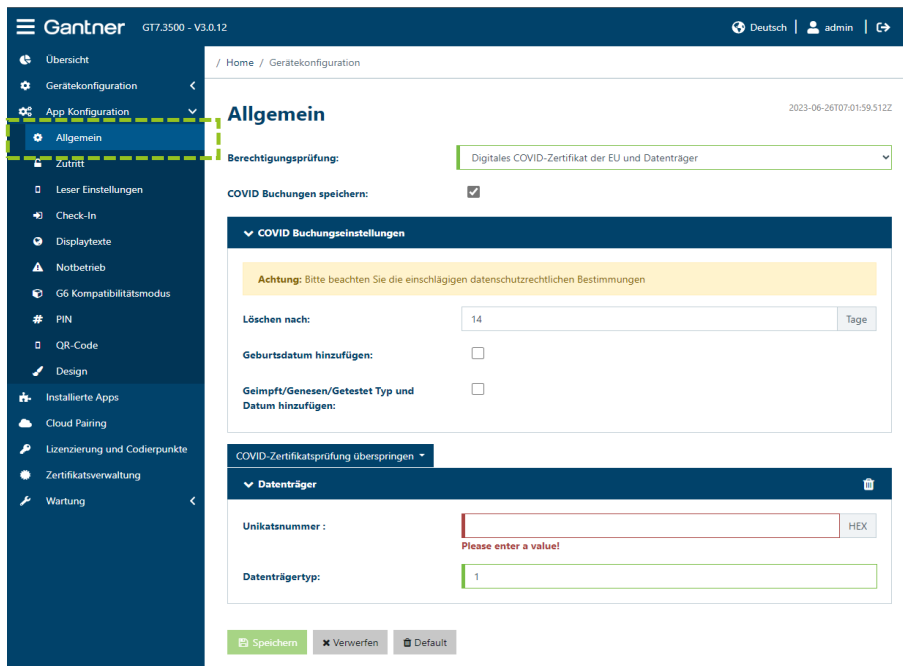 Gantner GT7.3500 - V3.0.12
Deutsch admin
Übersicht
Gerätekonfiguration
App Konfiguration
Allgemein
Zutritt
Leser Einstellungen
Check-In
Displaytexte
Notbetrieb
G6 Kompatibilitätsmodus
PIN
QR-Code
Design
Installierte Apps
Cloud Pairing
Lizenzierung und Codierpunkte
Zertifikatsverwaltung
Wartung
/ Home / Gerätekonfiguration
Allgemein
2023-06-26T07:01:59.512Z
Berechtigungsprüfung: Digitales COVID-Zertifikat der EU und Datenträger
COVID Buchungen speichern:
COVID Buchungseinstellungen
Achtung: Bitte beachten Sie die einschlägigen datenschutzrechtlichen Bestimmungen
Löschen nach: 14 Tage
Geburtsdatum hinzufügen:
Geimpft/Genesen/Getestet Typ und
Datum hinzufügen:
COVID-Zertifikatsprüfung überspringen
Datenträger
Unikatsnummer : HEX
Please enter a value!
Datenträgertyp: 1
Speichern Verwerfen Default